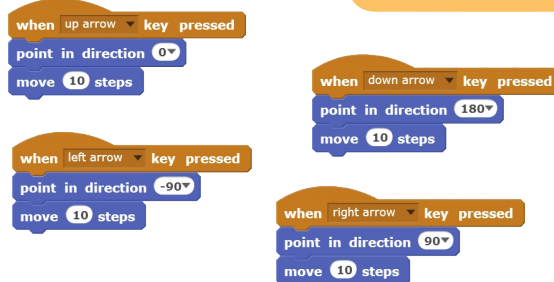 when up arrow key pressed
point in direction 0
move 10 steps
when down arrow key pressed
point in direction 180
move 10 steps
when left arrow key pressed
point in direction -90
move 10 steps
when right arrow key pressed
point in direction 90
move 10 steps